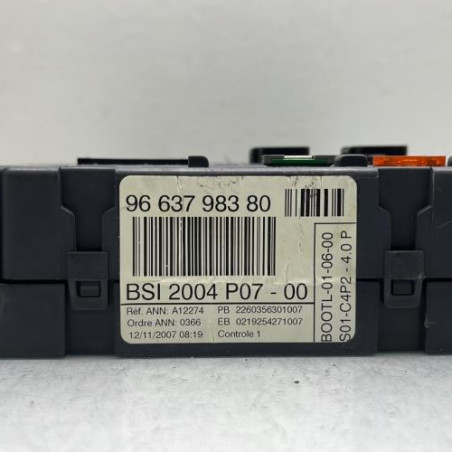 96 637 983 80
BSI 2004 P07 - 00
Réf. ANN: A12274 PB 2260356301007
Ordre ANN: 0366 EB 0219254271007
12/11/2007 08:19 Contrôle 1
BOOTL-01-06-00
S01-C4P2 - 4.0 P